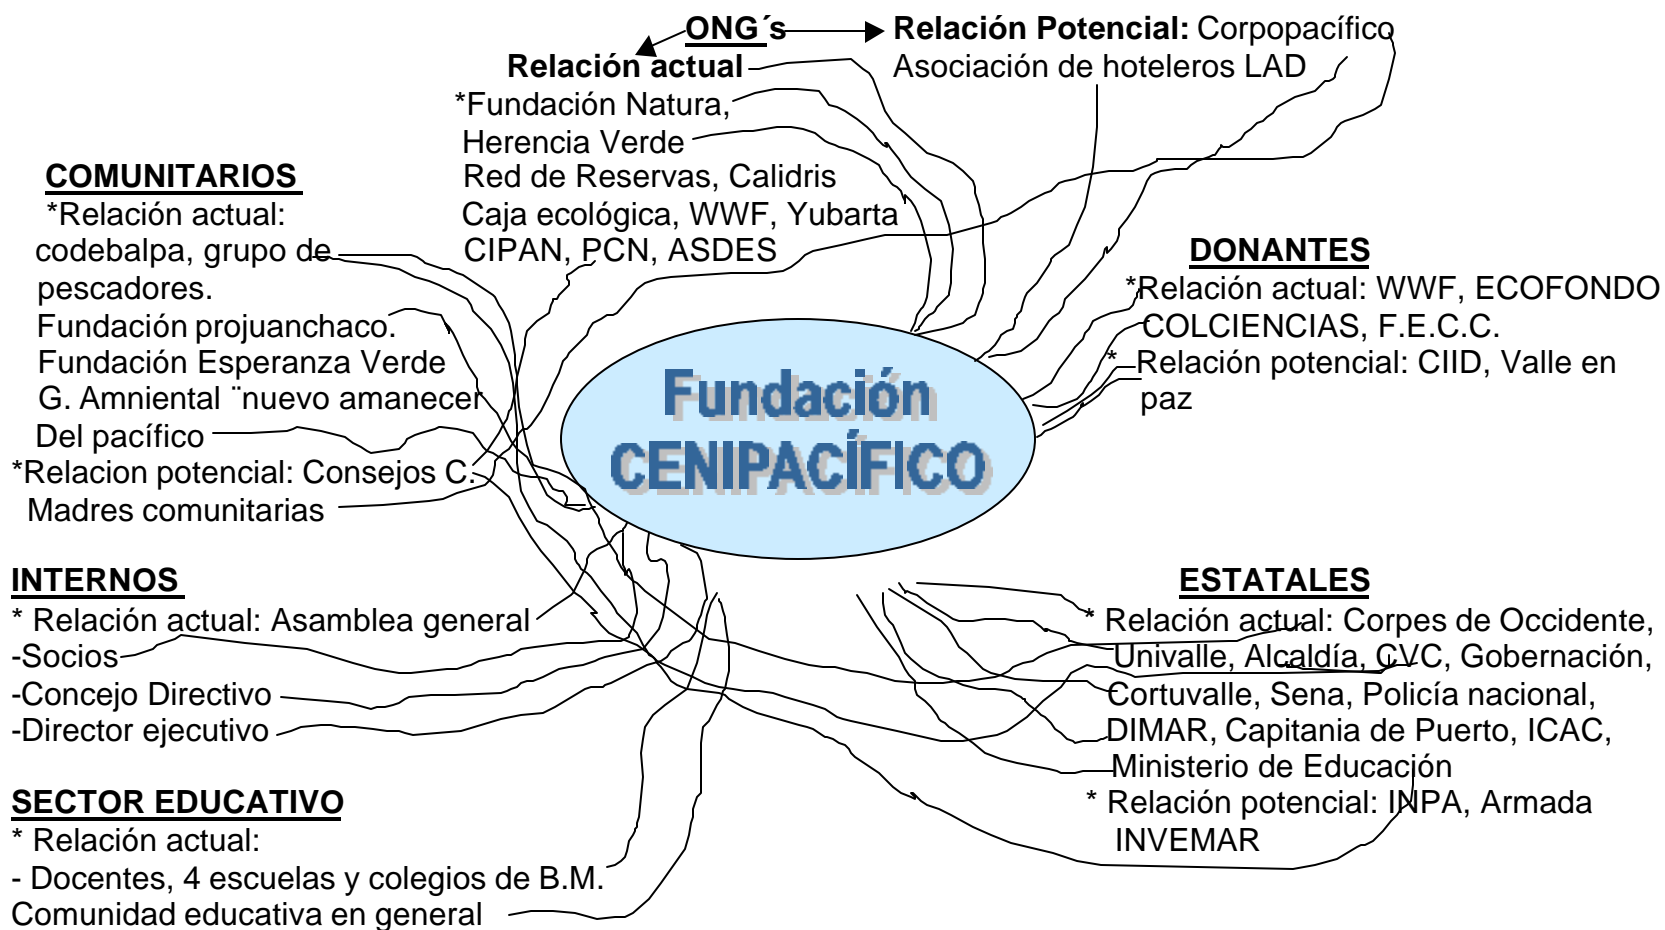 ONG´s
Relación Potencial: Corpopacífico
Asociación de hoteleros LAD
Relación actual
*Fundación Natura,
Herencia Verde
Red de Reservas, Calidris
Caja ecológica, WWF, Yubarta
CIPAN, PCN, ASDES
COMUNITARIOS
*Relación actual:
codebalpa, grupo de
pescadores.
Fundación projuanchaco.
Fundación Esperanza Verde
G. Amniental ¨nuevo amanecer
Del pacífico
*Relacion potencial: Consejos C.
Madres comunitarias
DONANTES
*Relación actual: WWF, ECOFONDO
COLCIENCIAS, F.E.C.C.
* Relación potencial: CIID, Valle en
paz
Fundación
CENIPACÍFICO
INTERNOS
* Relación actual: Asamblea general
-Socios
-Concejo Directivo
-Director ejecutivo
ESTATALES
* Relación actual: Corpes de Occidente,
Univalle, Alcaldía, CVC, Gobernación,
Cortuvalle, Sena, Policía nacional,
DIMAR, Capitania de Puerto, ICAC,
Ministerio de Educación
* Relación potencial: INPA, Armada
INVEMAR
SECTOR EDUCATIVO
* Relación actual:
- Docentes, 4 escuelas y colegios de B.M.
Comunidad educativa en general